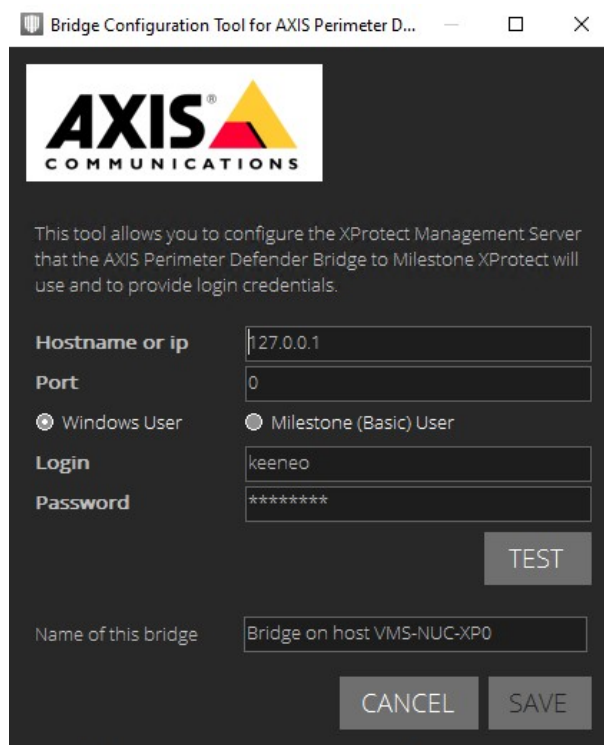 Bridge Configuration Tool for AXIS Perimeter D...
AXIS®
COMMUNICATIONS
This tool allows you to configure the XProtect Management Server
that the AXIS Perimeter Defender Bridge to Milestone XProtect will
use and to provide login credentials.
Hostname or ip 127.0.0.1
Port 0
Windows User Milestone (Basic) User
Login keeneo
Password ********
TEST
Name of this bridge Bridge on host VMS-NUC-XP0
CANCEL SAVE